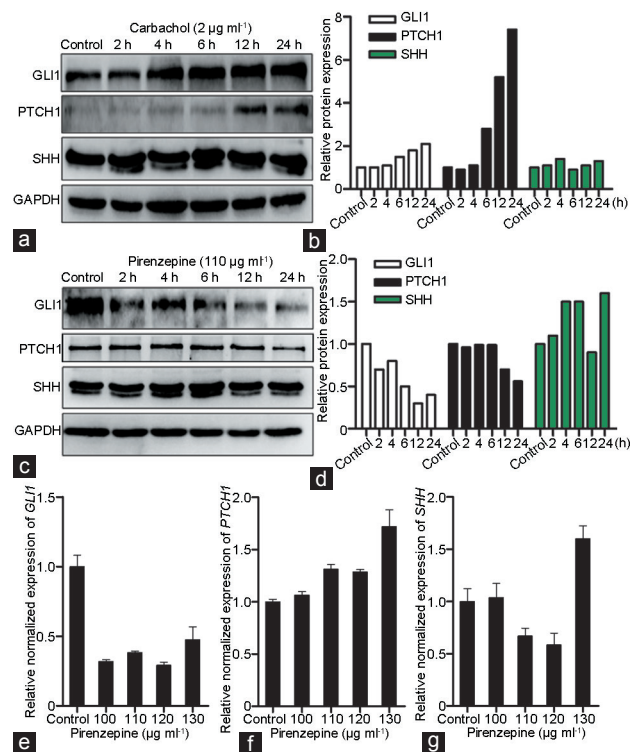 Carbachol (2 µg ml-1)
Control 2 h 4 h 6 h 12 h 24 h
GLI1
PTCH1
SHH
GAPDH
a
Relative protein expression
8
6
4
2
0
GLI1
PTCH1
SHH
Control 2 4 6 12 24 Control 2 4 6 12 24 Control 2 4 6 12 24 (h)
b
Pirenzepine (110 µg ml-1)
Control 2 h 4 h 6 h 12 h 24 h
GLI1
PTCH1
SHH
GAPDH
c
Relative protein expression
2.0
1.5
1.0
0.5
0
GLI1
PTCH1
SHH
Control 2 4 6 12 24 Control 2 4 6 12 24 Control 2 4 6 12 24 (h)
d
Relative normalized expression of GLI1
1.5
1.0
0.5
0
Control 100 110 120 130
Pirenzepine (µg ml-1)
e
Relative normalized expression of PTCH1
2.0
1.5
1.0
0.5
0
Control 100 110 120 130
Pirenzepine (µg ml-1)
f
Relative normalized expression of SHH
2.0
1.5
1.0
0.5
0
Control 100 110 120 130
Pirenzepine (µg ml-1)
g